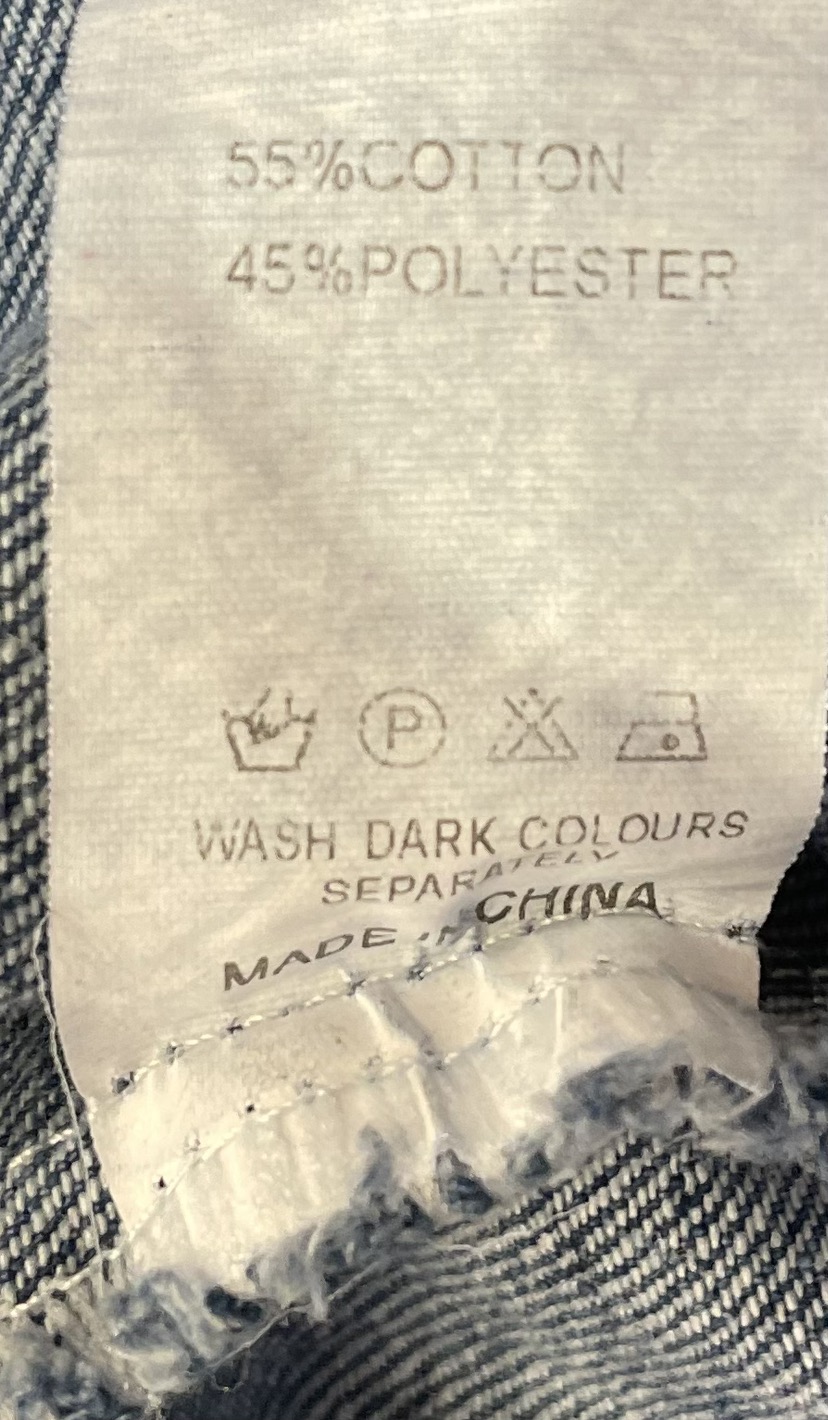 55%COTTON
45%POLYESTER
P
WASH DARK COLOURS
SEPARATELY
MADE IN CHINA